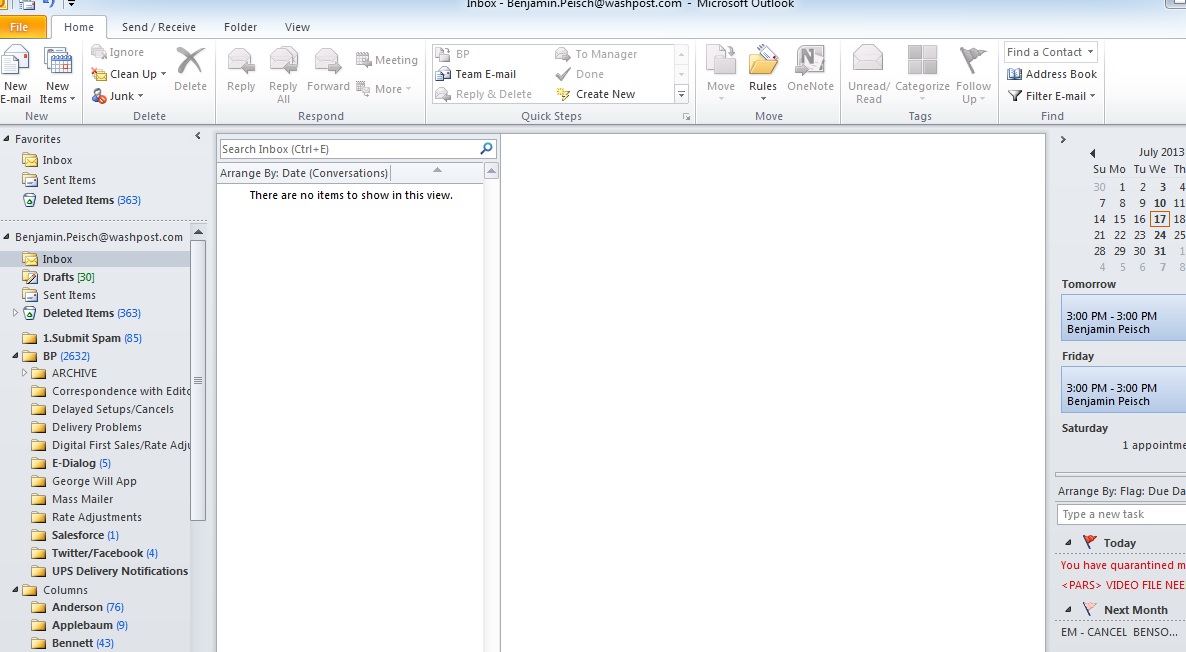 Inbox - Benjamin.Peisch@washpost.com - Microsoft Outlook
File Home Send / Receive Folder View
New E-mail
New Items
New
Ignore
Clean Up
Junk
Delete
Delete
Reply
Reply All
Forward
Meeting
More
Respond
BP
Team E-mail
Reply & Delete
To Manager
Done
Create New
Quick Steps
Move
Rules
OneNote
Move
Unread/ Read
Categorize
Follow Up
Tags
Find a Contact
Address Book
Filter E-mail
Find
Favorites
Inbox
Sent Items
Deleted Items (363)
Benjamin.Peisch@washpost.com
Inbox
Drafts [30]
Sent Items
Deleted Items (363)
1.Submit Spam (85)
BP (2632)
ARCHIVE
Correspondence with Edito
Delayed Setups/Cancels
Delivery Problems
Digital First Sales/Rate Adju
E-Dialog (5)
George Will App
Mass Mailer
Rate Adjustments
Salesforce (1)
Twitter/Facebook (4)
UPS Delivery Notifications
Columns
Anderson (76)
Applebaum (9)
Bennett (43)
Search Inbox (Ctrl+E)
Arrange By: Date (Conversations)
There are no items to show in this view.
July 2013
Su Mo Tu We Th
30 1 2 3 4
7 8 9 10 11
14 15 16 17 18
21 22 23 24 25
28 29 30 31 1
4 5 6 7 8
Tomorrow
3:00 PM - 3:00 PM
Benjamin Peisch
Friday
3:00 PM - 3:00 PM
Benjamin Peisch
Saturday
1 appointme
Arrange By: Flag: Due Da
Type a new task
Today
You have quarantined m
<PARS> VIDEO FILE NEE
Next Month
EM - CANCEL BENSO...